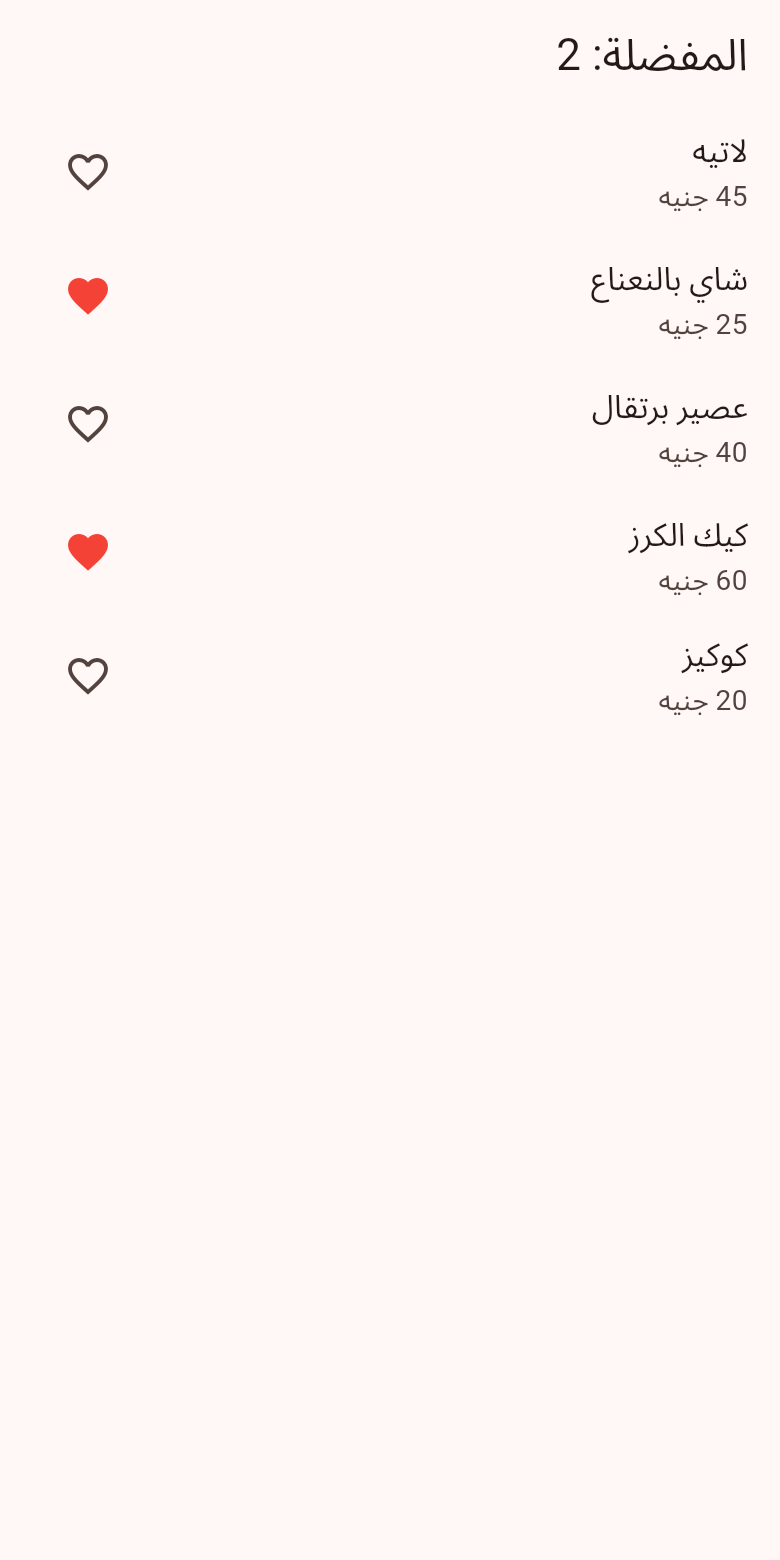 المفضلة: 2
لاتيه
45 جنيه
شاي بالنعناع
25 جنيه
عصير برتقال
40 جنيه
كيك الكرز
60 جنيه
كوكيز
20 جنيه